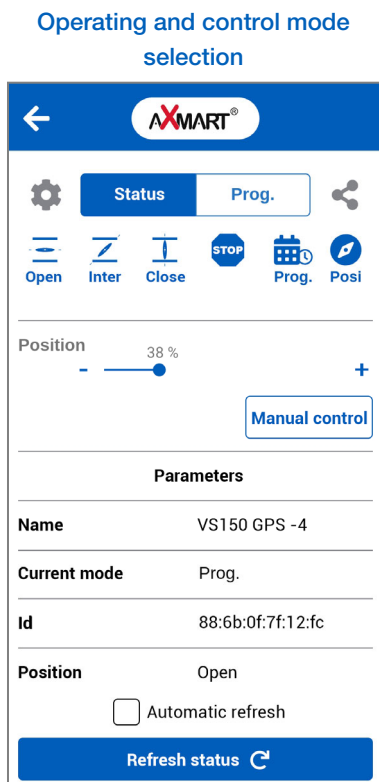 Operating and control mode
selection
AXMART®
Status Prog.
STOP
Open Inter Close Prog. Posi
Position
38 %
- +
Manual control
Parameters
Name VS150 GPS -4
Current mode Prog.
Id 88:6b:0f:7f:12:fc
Position Open
Automatic refresh
Refresh status